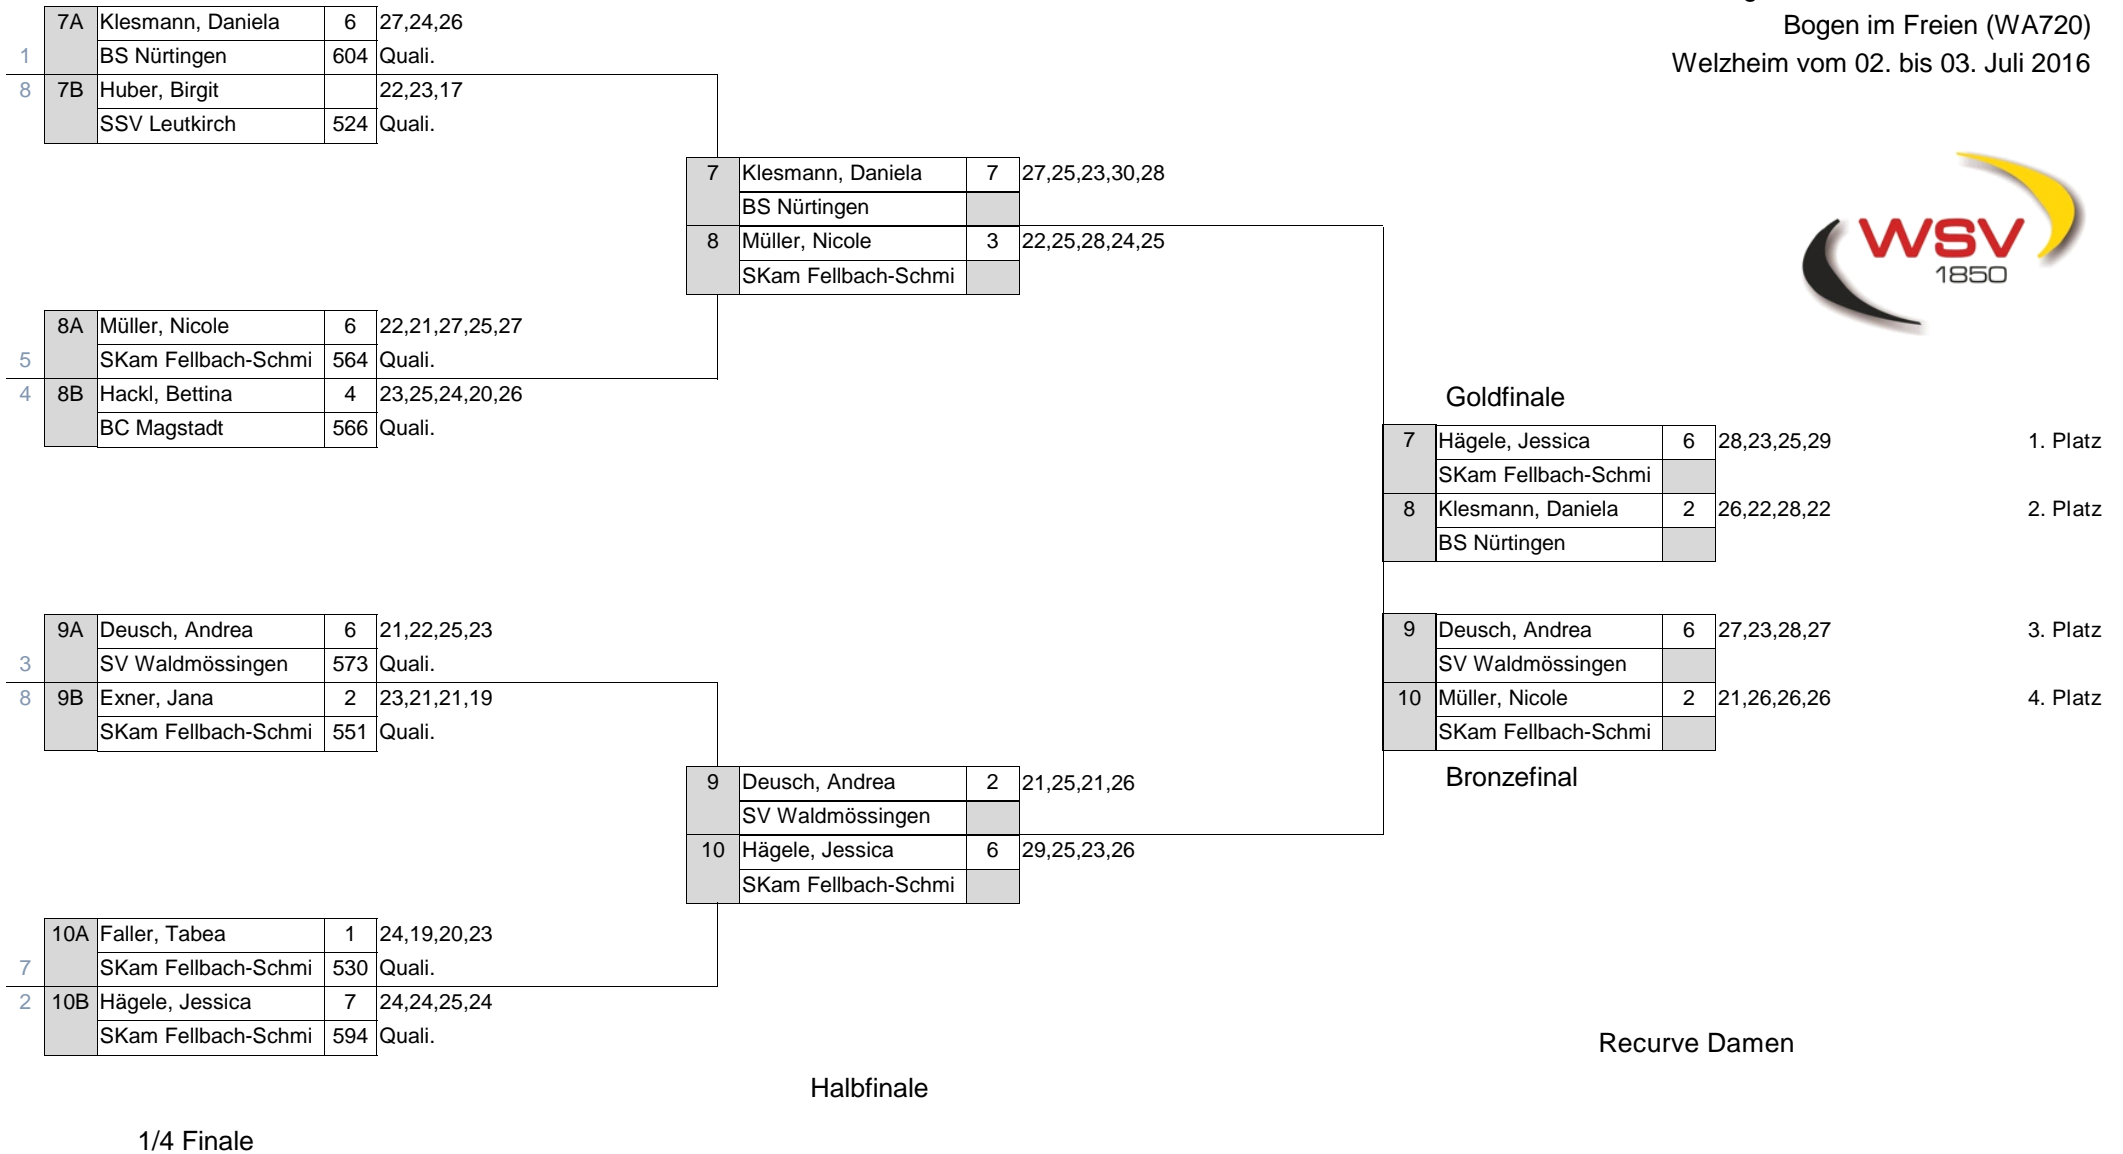 Bogen im Freien (WA720)
Welzheim vom 02. bis 03. Juli 2016
WSV
1850
7A Klesmann, Daniela 6 27,24,26
1 BS Nürtingen 604 Quali.
8 7B Huber, Birgit 22,23,17
SSV Leutkirch 524 Quali.
7 Klesmann, Daniela 7 27,25,23,30,28
BS Nürtingen
8 Müller, Nicole 3 22,25,28,24,25
SKam Fellbach-Schmi
8A Müller, Nicole 6 22,21,27,25,27
5 SKam Fellbach-Schmi 564 Quali.
4 8B Hackl, Bettina 4 23,25,24,20,26
BC Magstadt 566 Quali.
Goldfinale
7 Hägele, Jessica 6 28,23,25,29 1. Platz
SKam Fellbach-Schmi
8 Klesmann, Daniela 2 26,22,28,22 2. Platz
BS Nürtingen
9A Deusch, Andrea 6 21,22,25,23
3 SV Waldmössingen 573 Quali.
8 9B Exner, Jana 2 23,21,21,19
SKam Fellbach-Schmi 551 Quali.
9 Deusch, Andrea 6 27,23,28,27 3. Platz
SV Waldmössingen
10 Müller, Nicole 2 21,26,26,26 4. Platz
SKam Fellbach-Schmi
Bronzefinal
9 Deusch, Andrea 2 21,25,21,26
SV Waldmössingen
10 Hägele, Jessica 6 29,25,23,26
SKam Fellbach-Schmi
10A Faller, Tabea 1 24,19,20,23
7 SKam Fellbach-Schmi 530 Quali.
2 10B Hägele, Jessica 7 24,24,25,24
SKam Fellbach-Schmi 594 Quali.
Recurve Damen
Halbfinale
1/4 Finale